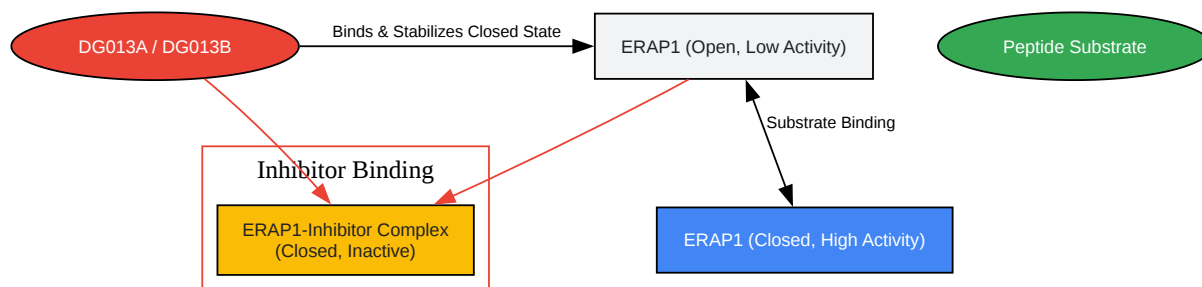 DG013A / DG013B
Binds & Stabilizes Closed State
ERAP1 (Open, Low Activity)
Peptide Substrate
Substrate Binding
Inhibitor Binding
ERAP1-Inhibitor Complex
(Closed, Inactive)
ERAP1 (Closed, High Activity)